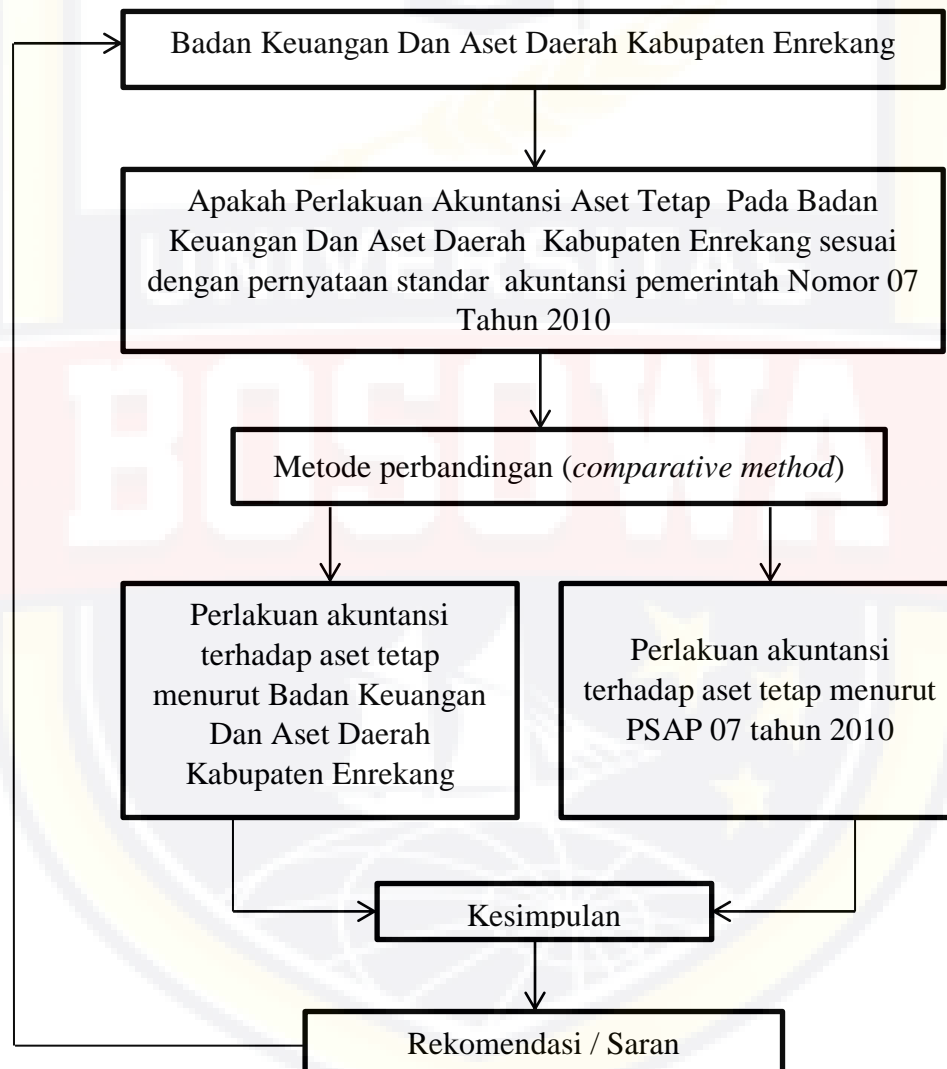 Badan Keuangan Dan Aset Daerah Kabupaten Enrekang
Apakah Perlakuan Akuntansi Aset Tetap Pada Badan
Keuangan Dan Aset Daerah Kabupaten Enrekang sesuai
dengan pernyataan standar akuntansi pemerintah Nomor 07
Tahun 2010
UNIVERSITAS
BOSOWA
Metode perbandingan (comparative method)
Perlakuan akuntansi
terhadap aset tetap
menurut Badan Keuangan
Dan Aset Daerah
Kabupaten Enrekang
Perlakuan akuntansi
terhadap aset tetap menurut
PSAP 07 tahun 2010
Kesimpulan
Rekomendasi / Saran